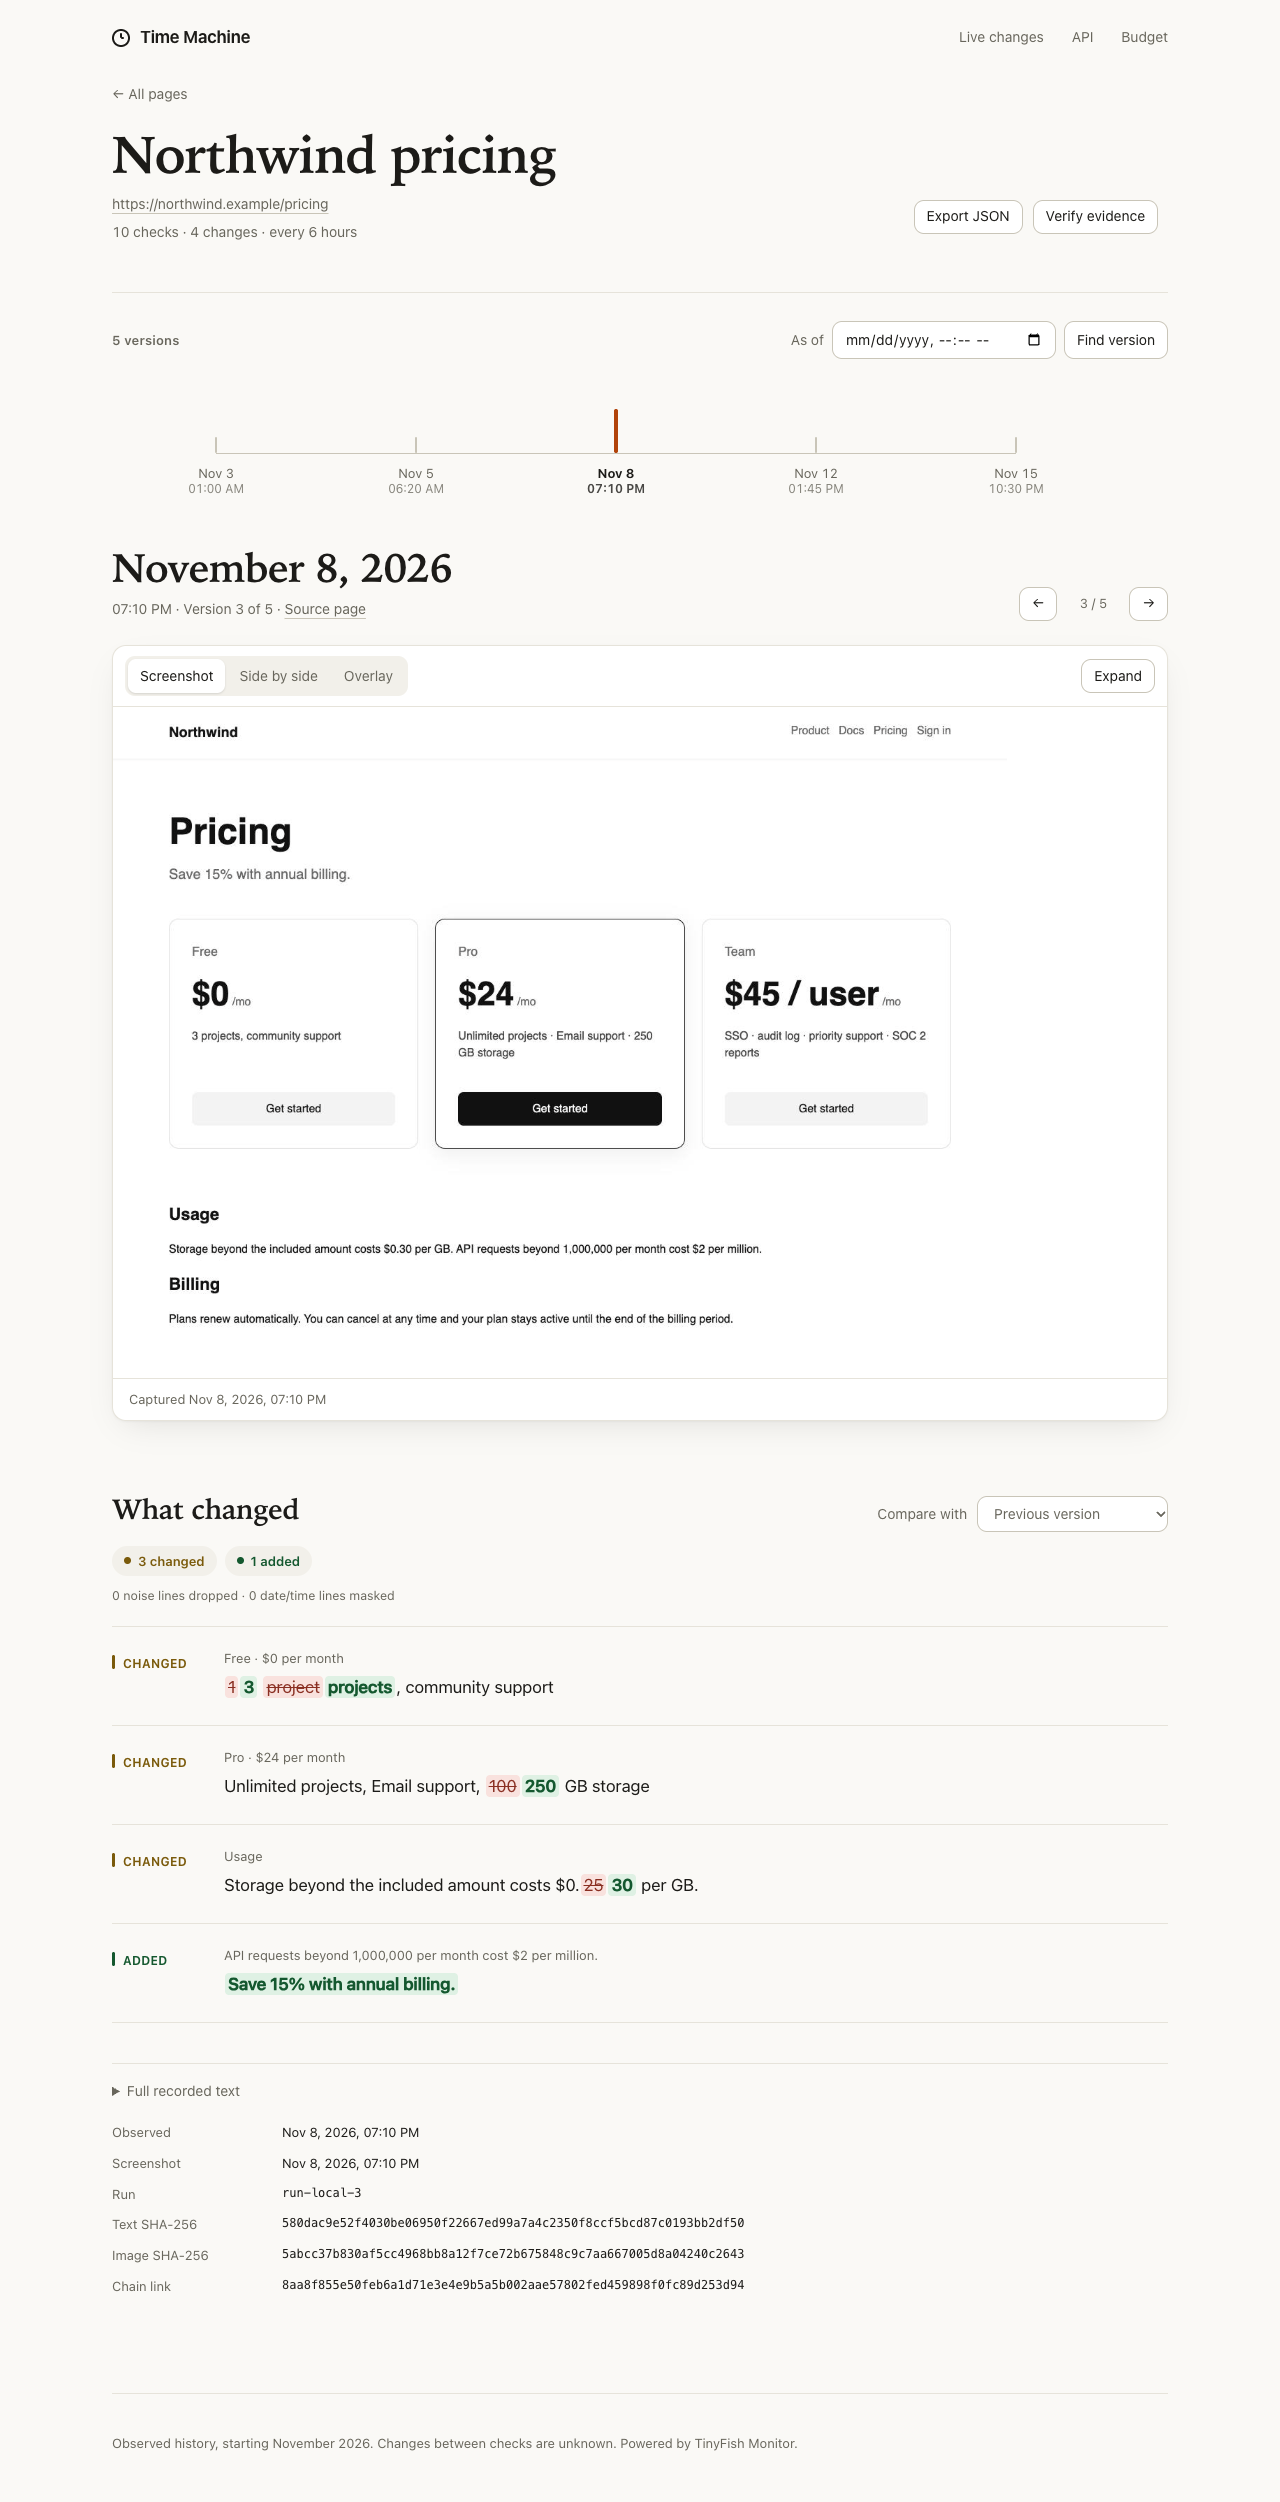 Time Machine
Live changes API Budget
← All pages
Northwind pricing
https://northwind.example/pricing
10 checks · 4 changes · every 6 hours
Export JSON Verify evidence
5 versions
As of mm/dd/yyyy, --:-- -- Find version
Nov 3 Nov 5 Nov 8 Nov 12 Nov 15
01:00 AM 06:20 AM 07:10 PM 01:45 PM 10:30 PM
November 8, 2026
07:10 PM · Version 3 of 5 · Source page
← 3 / 5 →
Screenshot Side by side Overlay Expand
Northwind Product Docs Pricing Sign in
Pricing
Save 15% with annual billing.
Free
$0 /mo
3 projects, community support
Get started
Pro
$24 /mo
Unlimited projects · Email support · 250
GB storage
Get started
Team
$45 / user /mo
SSO · audit log · priority support · SOC 2
reports
Get started
Usage
Storage beyond the included amount costs $0.30 per GB. API requests beyond 1,000,000 per month cost $2 per million.
Billing
Plans renew automatically. You can cancel at any time and your plan stays active until the end of the billing period.
Captured Nov 8, 2026, 07:10 PM
What changed
Compare with Previous version
3 changed 1 added
0 noise lines dropped · 0 date/time lines masked
CHANGED
Free · $0 per month
1 3 project projects, community support
CHANGED
Pro · $24 per month
Unlimited projects, Email support, 100 250 GB storage
CHANGED
Usage
Storage beyond the included amount costs $0. 25 30 per GB.
ADDED
API requests beyond 1,000,000 per month cost $2 per million.
Save 15% with annual billing.
▶ Full recorded text
Observed Nov 8, 2026, 07:10 PM
Screenshot Nov 8, 2026, 07:10 PM
Run run-local-3
Text SHA-256 580dac9e52f4030be06950f22667ed99a7a4c2350f8ccf5bcd87c0193bb2df50
Image SHA-256 5abcc37b830af5cc4968bb8a12f7ce72b675848c9c7aa667005d8a04240c2643
Chain link 8aa8f855e50feb6a1d71e3e4e9b5a5b002aae57802fed459898f0fc89d253d94
Observed history, starting November 2026. Changes between checks are unknown. Powered by TinyFish Monitor.